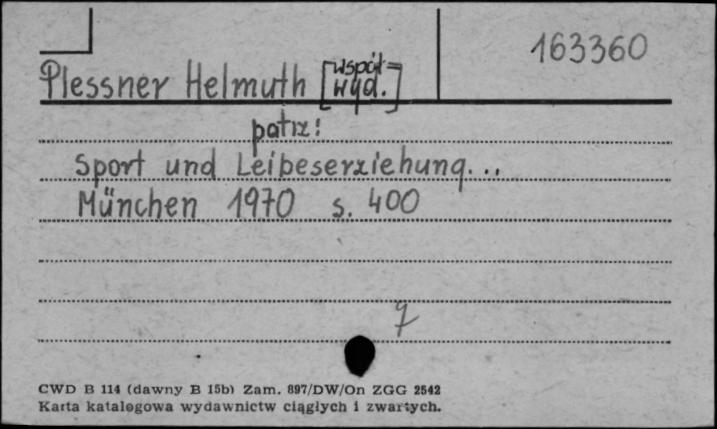 163360
Plessner Helmuth [współ=
wyd.]
patrz:
Sport und Leibeserziehung...
München 1970 s. 400
7
CWD B 114 (dawny B 15b) Zam. 897/DW/On ZGG 2542
Karta katalogowa wydawnictw ciągłych i zwartych.